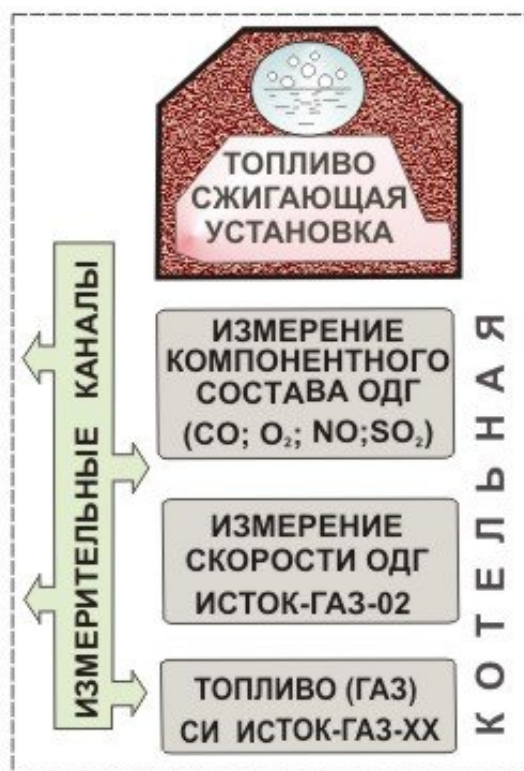 ТОПЛИВО
СЖИГАЮЩАЯ
УСТАНОВКА
ИЗМЕРИТЕЛЬНЫЕ КАНАЛЫ
ИЗМЕРЕНИЕ
КОМПОНЕНТНОГО
СОСТАВА ОДГ
(CO; O₂; NO;SO₂)
ИЗМЕРЕНИЕ
СКОРОСТИ ОДГ
ИСТОК-ГАЗ-02
ТОПЛИВО (ГАЗ)
СИ ИСТОК-ГАЗ-ХХ
КОТЕЛЬНАЯ